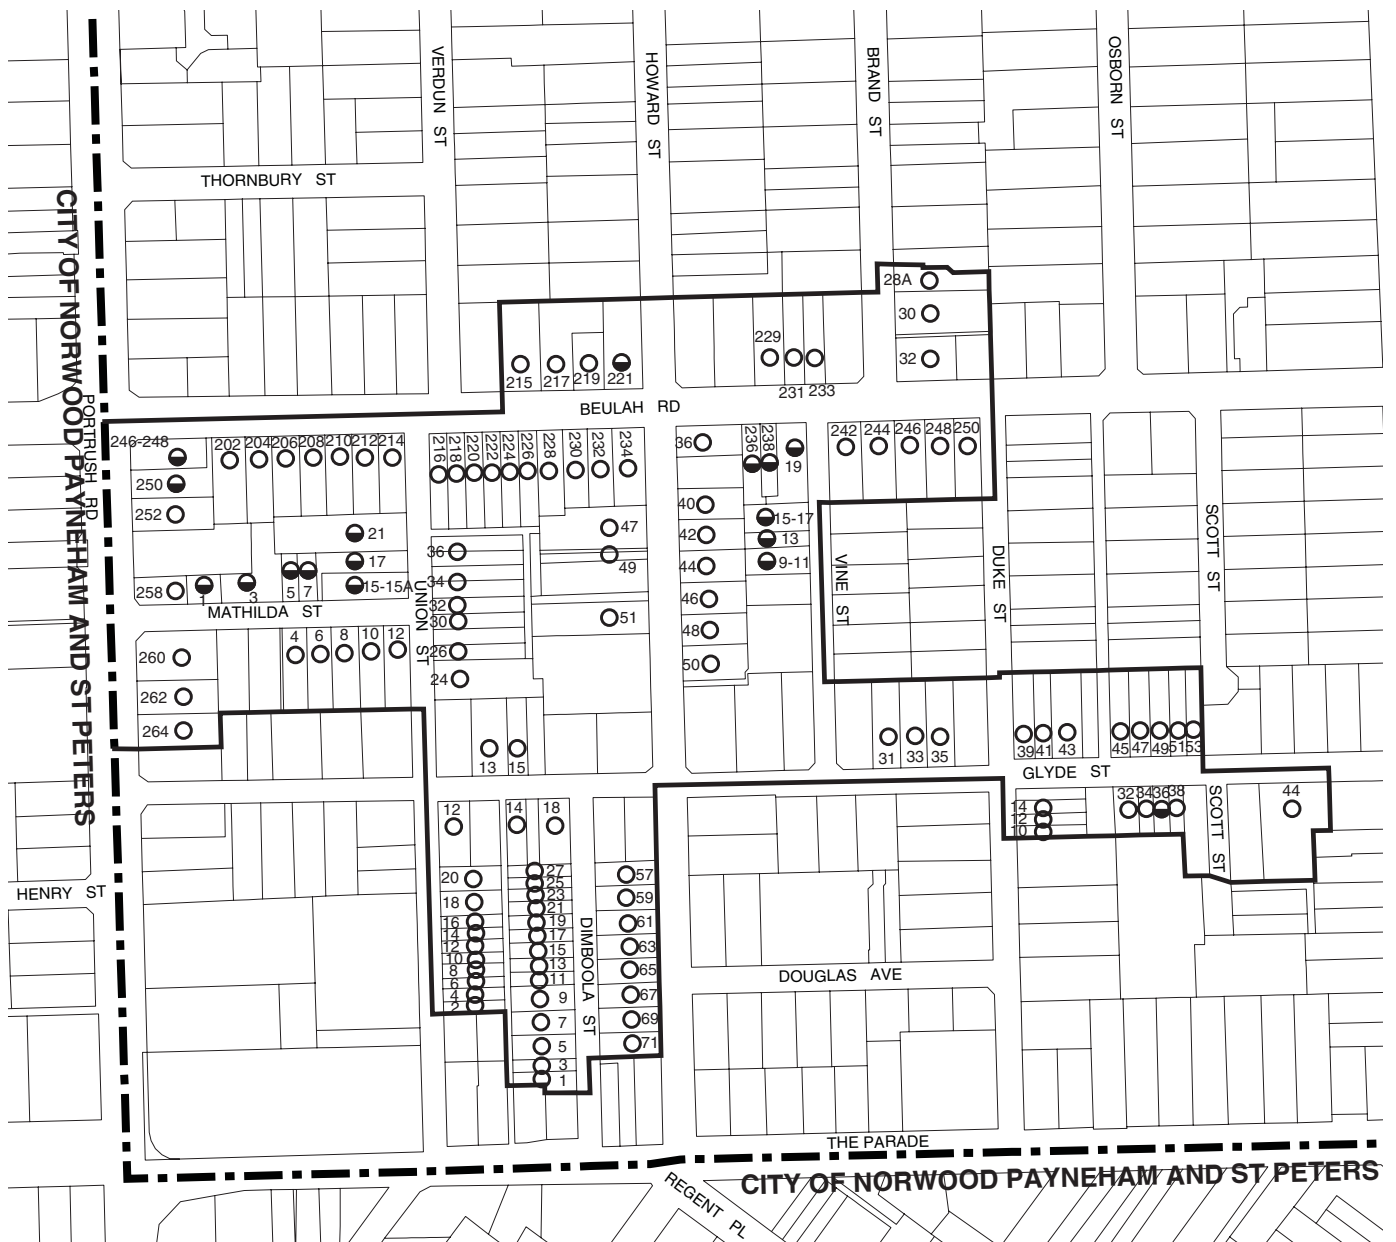 VERDUN ST
HOWARD ST
BRAND ST
OSBORN ST
THORNBURY ST
CITY OF NORWOOD PAYNEHAM AND ST PETERS
PORTRUSH RD
28A
30
32
229
231 233
215 217 219 221
BEULAH RD
246-248
202 204 206 208 210 212 214
216 218 220 222 224 226 228 230 232 234
36
236 238
19
242 244 246 248 250
250
252
258
1
3
5 7
21
17
15-15A
MATHILDA ST
UNION ST
36
34
32
30
26
24
47
49
51
40
42
44
46
48
50
15-17
13
9-11
VINE ST
DUKE ST
SCOTT ST
260
262
264
4 6 8 10 12
13 15
31 33 35
39 41 43
45 47 49 51 53
GLYDE ST
14
12
10
32 34 36 38
SCOTT ST
44
HENRY ST
12
14
18
20
18
16
14
12
10
8
6
4
2
27
25
23
21
19
17
15
13
11
9
7
5
3
1
DIMBOOLA ST
57
59
61
63
65
67
69
71
DOUGLAS AVE
THE PARADE
CITY OF NORWOOD PAYNEHAM AND ST PETERS
REGENT PL